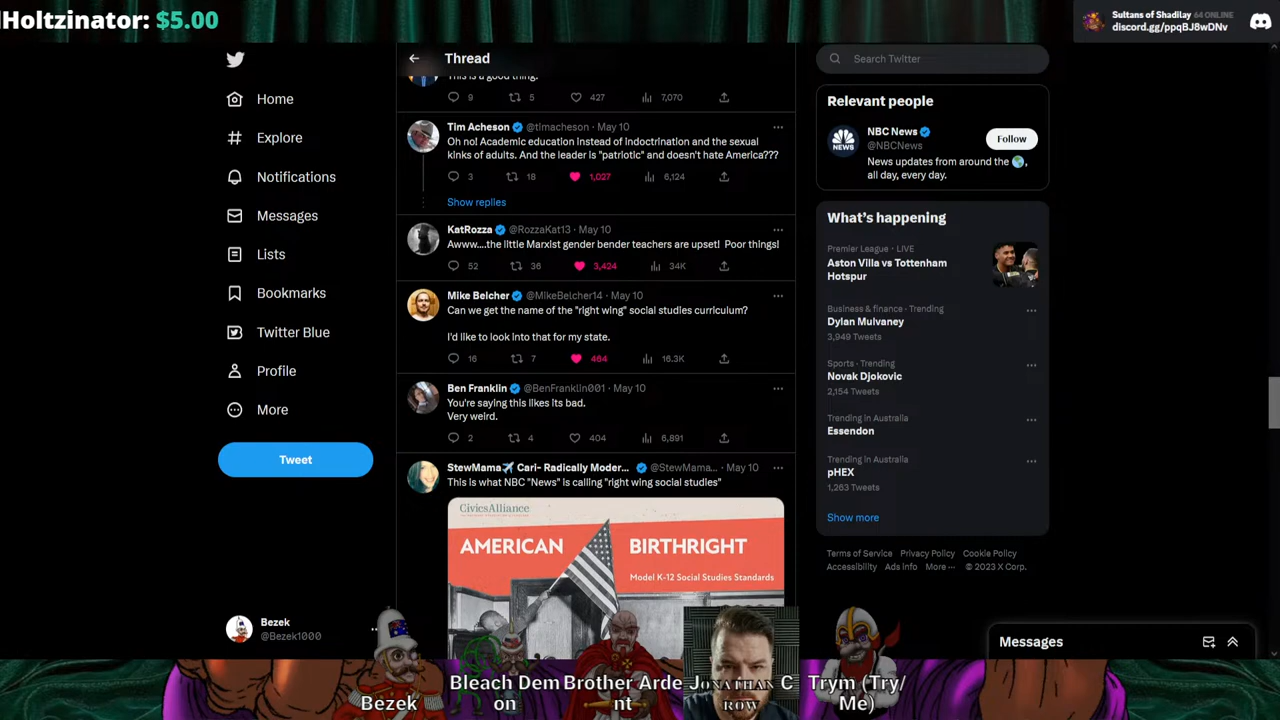 Holtzinator: $5.00
Sultans of Shadilay 64 ONLINE
discord.gg/ppqBJ8wDNv
Home
Explore
Notifications
Messages
Lists
Bookmarks
Twitter Blue
Profile
More
Tweet
Bezek
@Bezek1000
Thread
This is a good thing.
9 5 427 7,070
Tim Acheson @timacheson · May 10
Oh no! Academic education instead of indoctrination and the sexual
kinks of adults. And the leader is "patriotic" and doesn't hate America???
3 18 1,027 6,124
Show replies
KatRozza @RozzaKat13 · May 10
Awww....the little Marxist gender bender teachers are upset! Poor things!
52 36 3,424 34K
Mike Belcher @MikeBelcher14 · May 10
Can we get the name of the "right wing" social studies curriculum?
I'd like to look into that for my state.
16 7 464 16.3K
Ben Franklin @BenFranklin001 · May 10
You're saying this likes its bad.
Very weird.
2 4 404 6,891
StewMama Cari- Radically Moder... @StewMama... · May 10
This is what NBC "News" is calling "right wing social studies"
CivicsAlliance
AMERICAN BIRTHRIGHT
Model K-12 Social Studies Standards
Search Twitter
Relevant people
NEWS
NBC News
@NBCNews
Follow
News updates from around the 🌎,
all day, every day.
What's happening
Premier League · LIVE
Aston Villa vs Tottenham
Hotspur
Business & finance · Trending
Dylan Mulvaney
3,949 Tweets
Sports · Trending
Novak Djokovic
2,154 Tweets
Trending in Australia
Essendon
Trending in Australia
pHEX
1,263 Tweets
Show more
Terms of Service Privacy Policy Cookie Policy
Accessibility Ads info More ··· © 2023 X Corp.
Messages
Bezek
Bleach Dem
on
Brother Arde
nt
Jonathan C
row
Trym (Try/
Me)